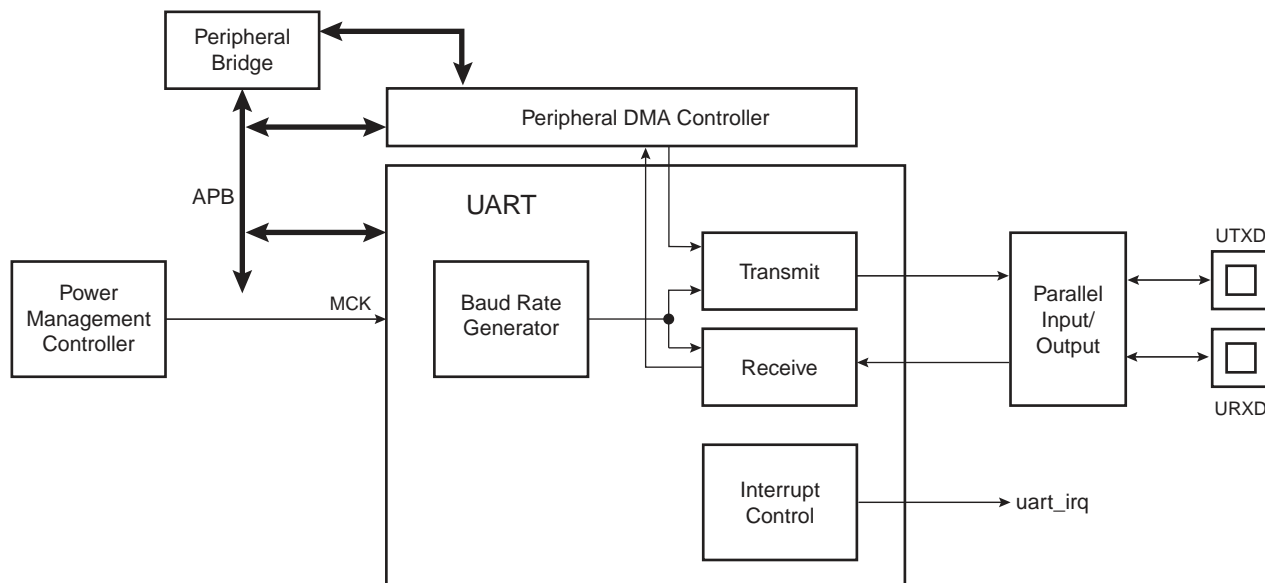 Peripheral
Bridge
Peripheral DMA Controller
APB
UART
UTXD
Transmit
Power
Management
Controller
MCK
Baud Rate
Generator
Parallel
Input/
Output
Receive
URXD
Interrupt
Control
uart_irq